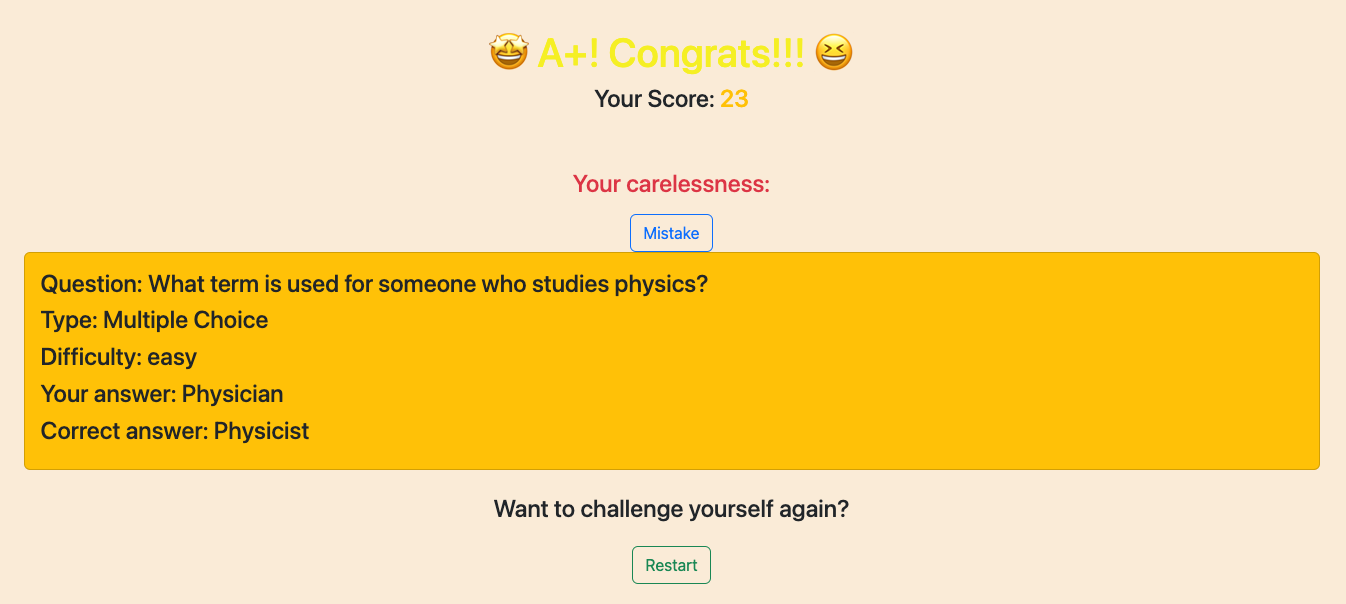 🤩 A+! Congrats!!! 😆
Your Score: 23
Your carelessness:
Mistake
Question: What term is used for someone who studies physics?
Type: Multiple Choice
Difficulty: easy
Your answer: Physician
Correct answer: Physicist
Want to challenge yourself again?
Restart